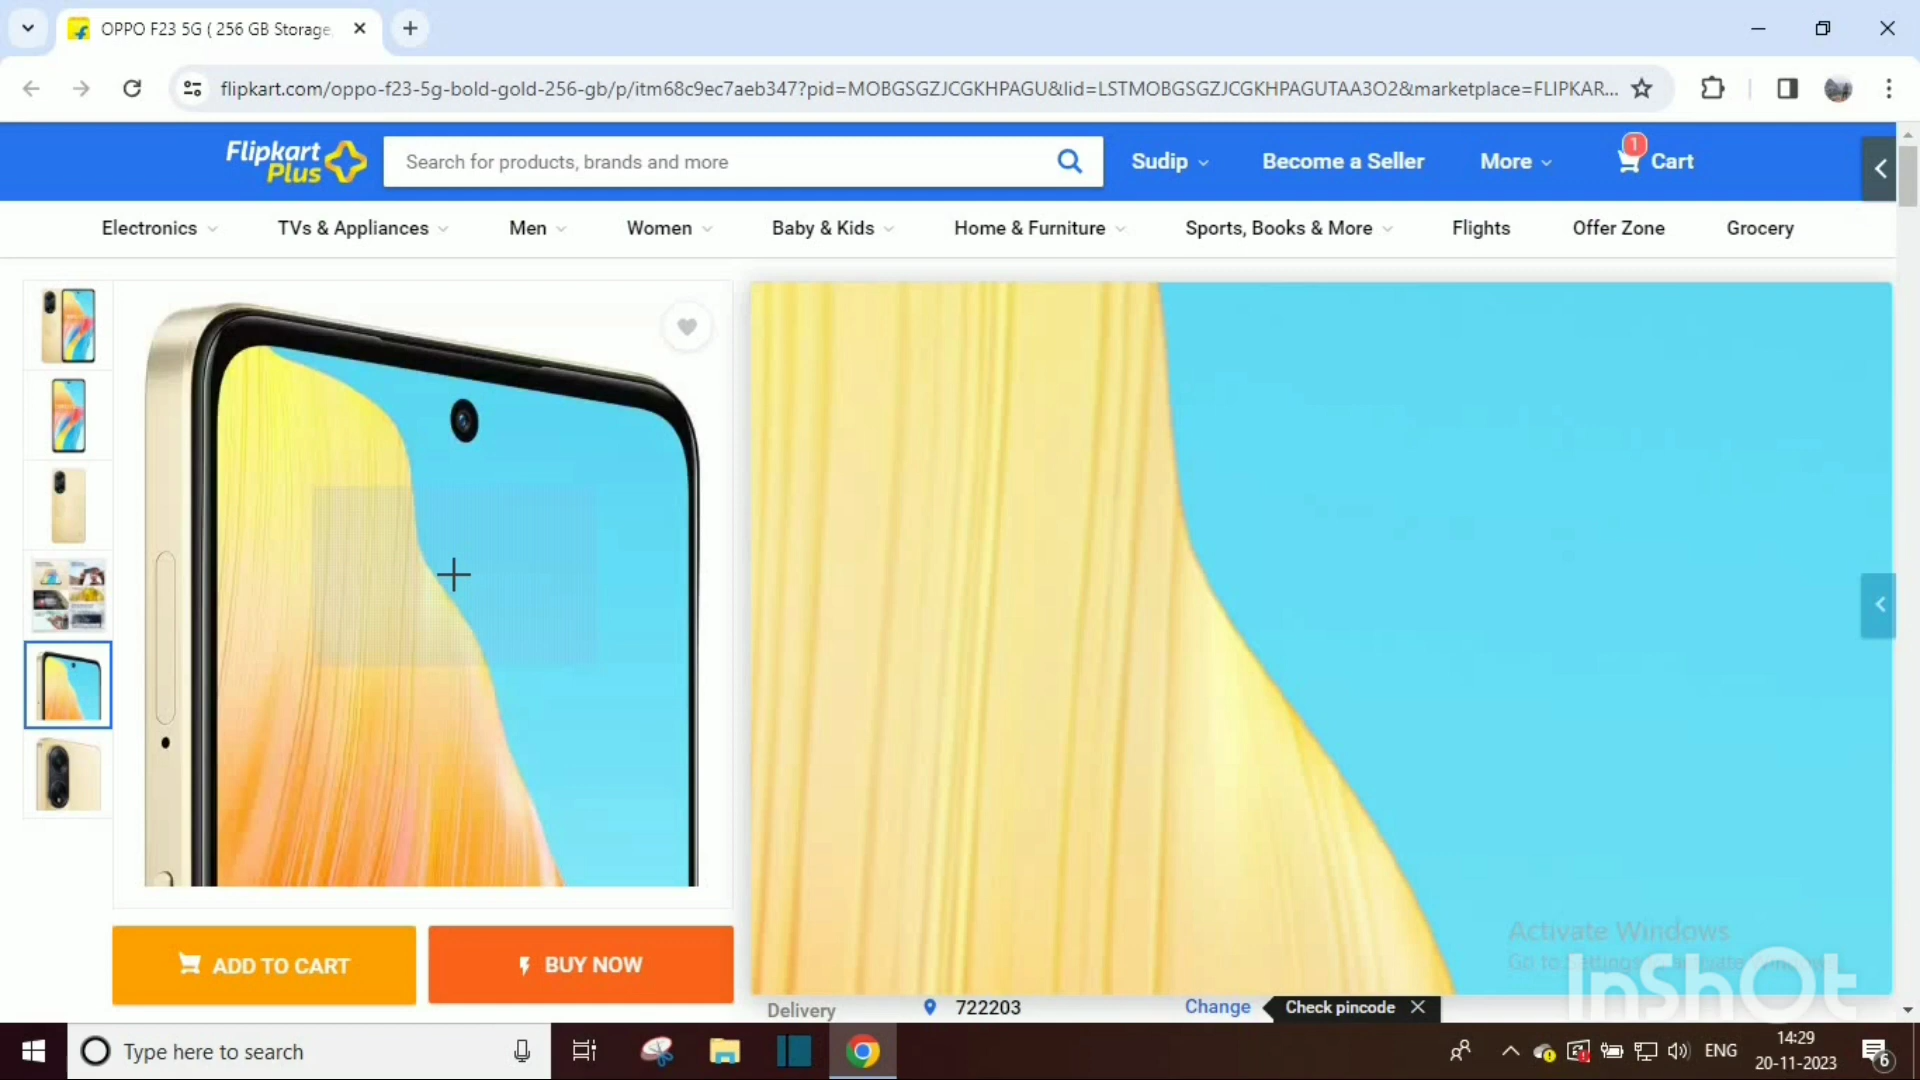 OPPO F23 5G ( 256 GB Storage,
flipkart.com/oppo-f23-5g-bold-gold-256-gb/p/itm68c9ec7aeb347?pid=MOBGSGZJCGKHPAGU&lid=LSTMOBGSGZJCGKHPAGUTAA3O2&marketplace=FLIPKAR...
Flipkart
Plus
Search for products, brands and more
Sudip
Become a Seller
More
1
Cart
Electronics
TVs & Appliances
Men
Women
Baby & Kids
Home & Furniture
Sports, Books & More
Flights
Offer Zone
Grocery
ADD TO CART
BUY NOW
Activate Windows
Go to Settings
InShOt
Delivery
722203
Change
Check pincode
Type here to search
ENG
14:29
20-11-2023
6